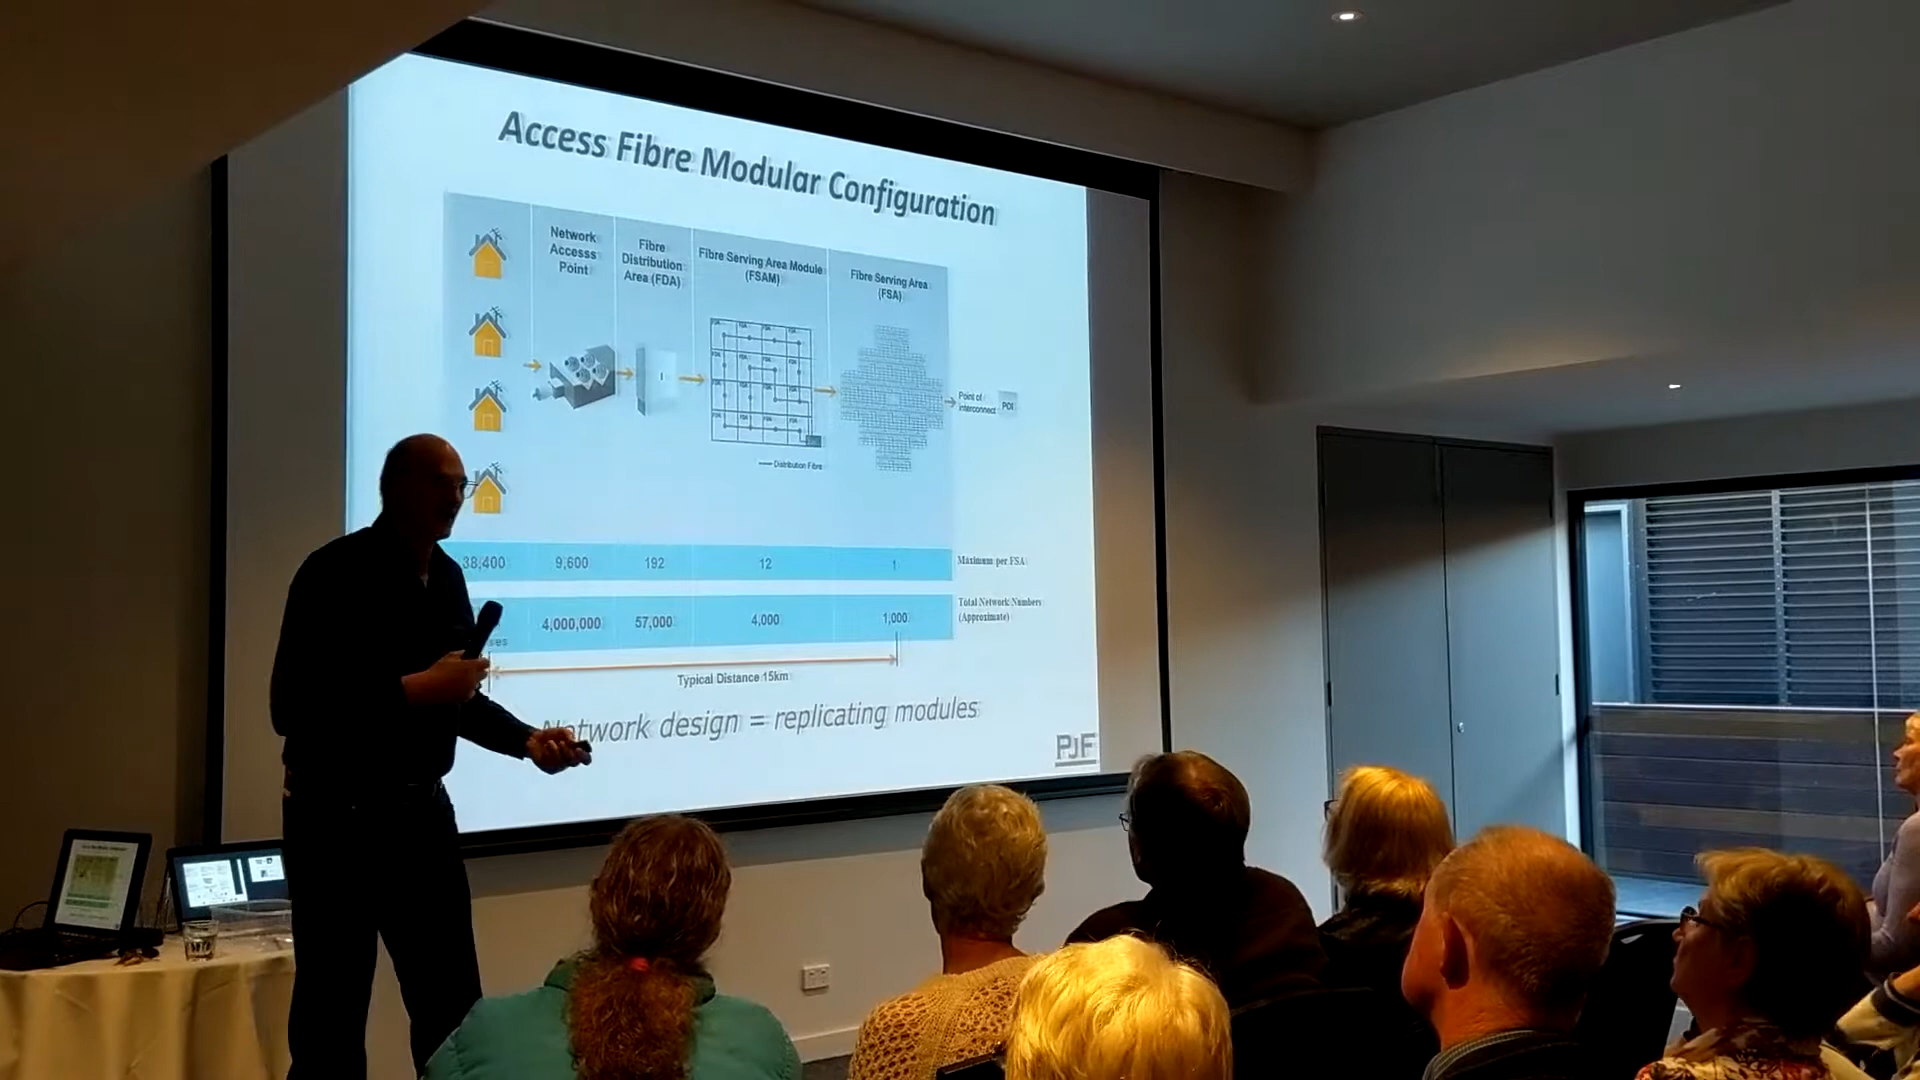 Access Fibre Modular Configuration
Network
Accesss
Point
Fibre
Distribution
Area (FDA)
Fibre Serving Area Module
(FSAM)
Fibre Serving Area
(FSA)
Point of
Interconnect
POI
Distribution Fibre
38,400
9,600
192
12
1
Maximum per FSA
4,000,000
57,000
4,000
1,000
Total Network Numbers
(Approximate)
Typical Distance 15km
Network design = replicating modules
PJF